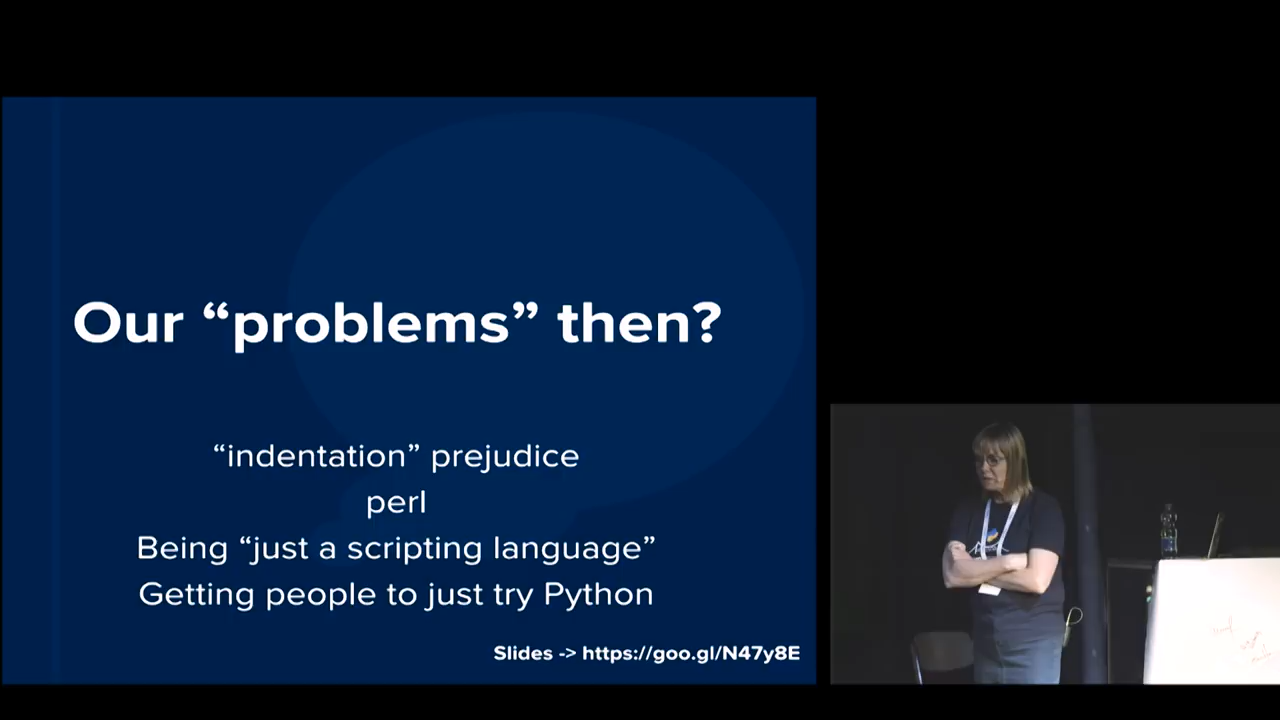 Our “problems” then?
“indentation” prejudice
perl
Being “just a scripting language”
Getting people to just try Python
Slides -> https://goo.gl/N47y8E